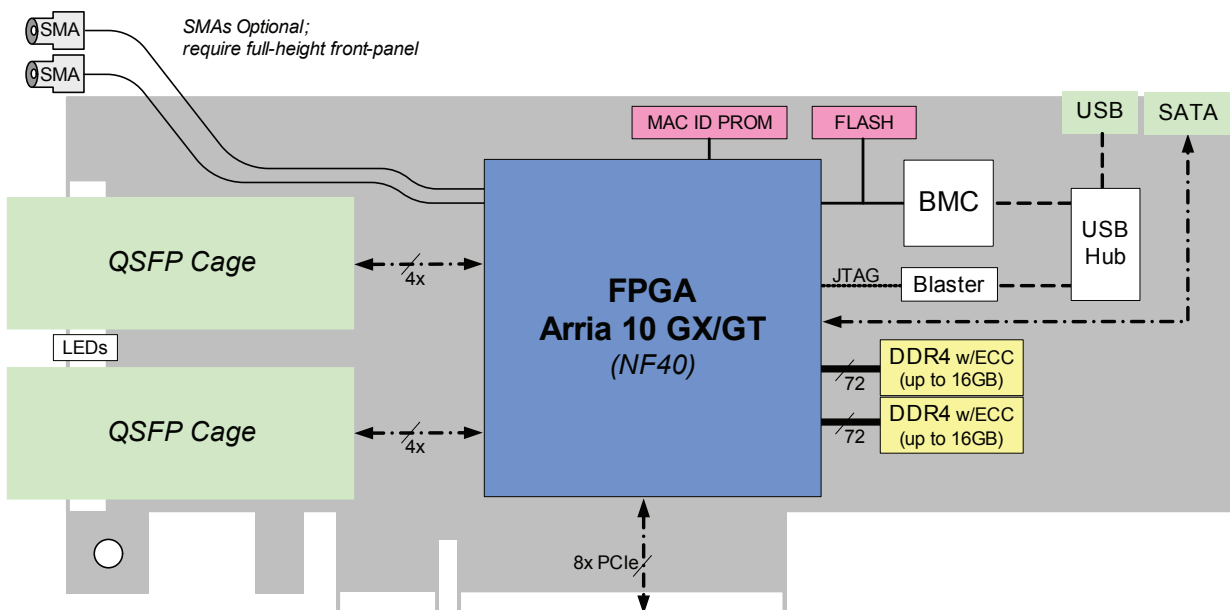 SMA
SMAs Optional;
require full-height front-panel
SMA
USB
SATA
MAC ID PROM
FLASH
BMC
USB
Hub
QSFP Cage
4x
JTAG
Blaster
FPGA
Arria 10 GX/GT
(NF40)
LEDs
DDR4 w/ECC
(up to 16GB)
72
DDR4 w/ECC
(up to 16GB)
72
QSFP Cage
4x
8x PCIe